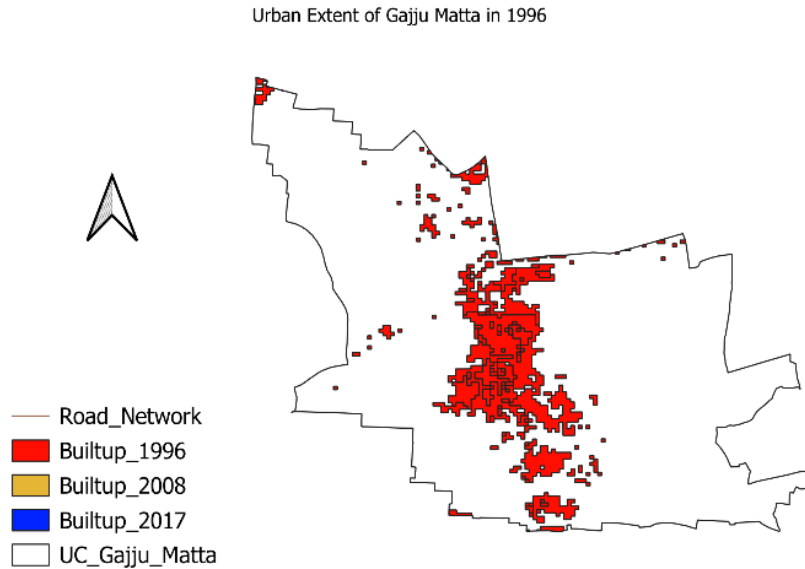 Urban Extent of Gajju Matta in 1996
Road_Network
Builtup_1996
Builtup_2008
Builtup_2017
UC_Gajju_Matta